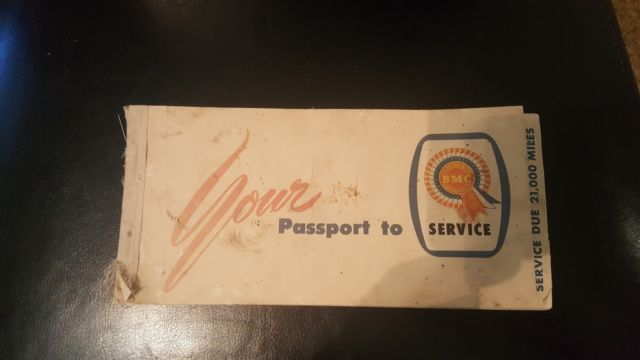 Your
Passport to
BMC
SERVICE
SERVICE DUE 21,000 MILES